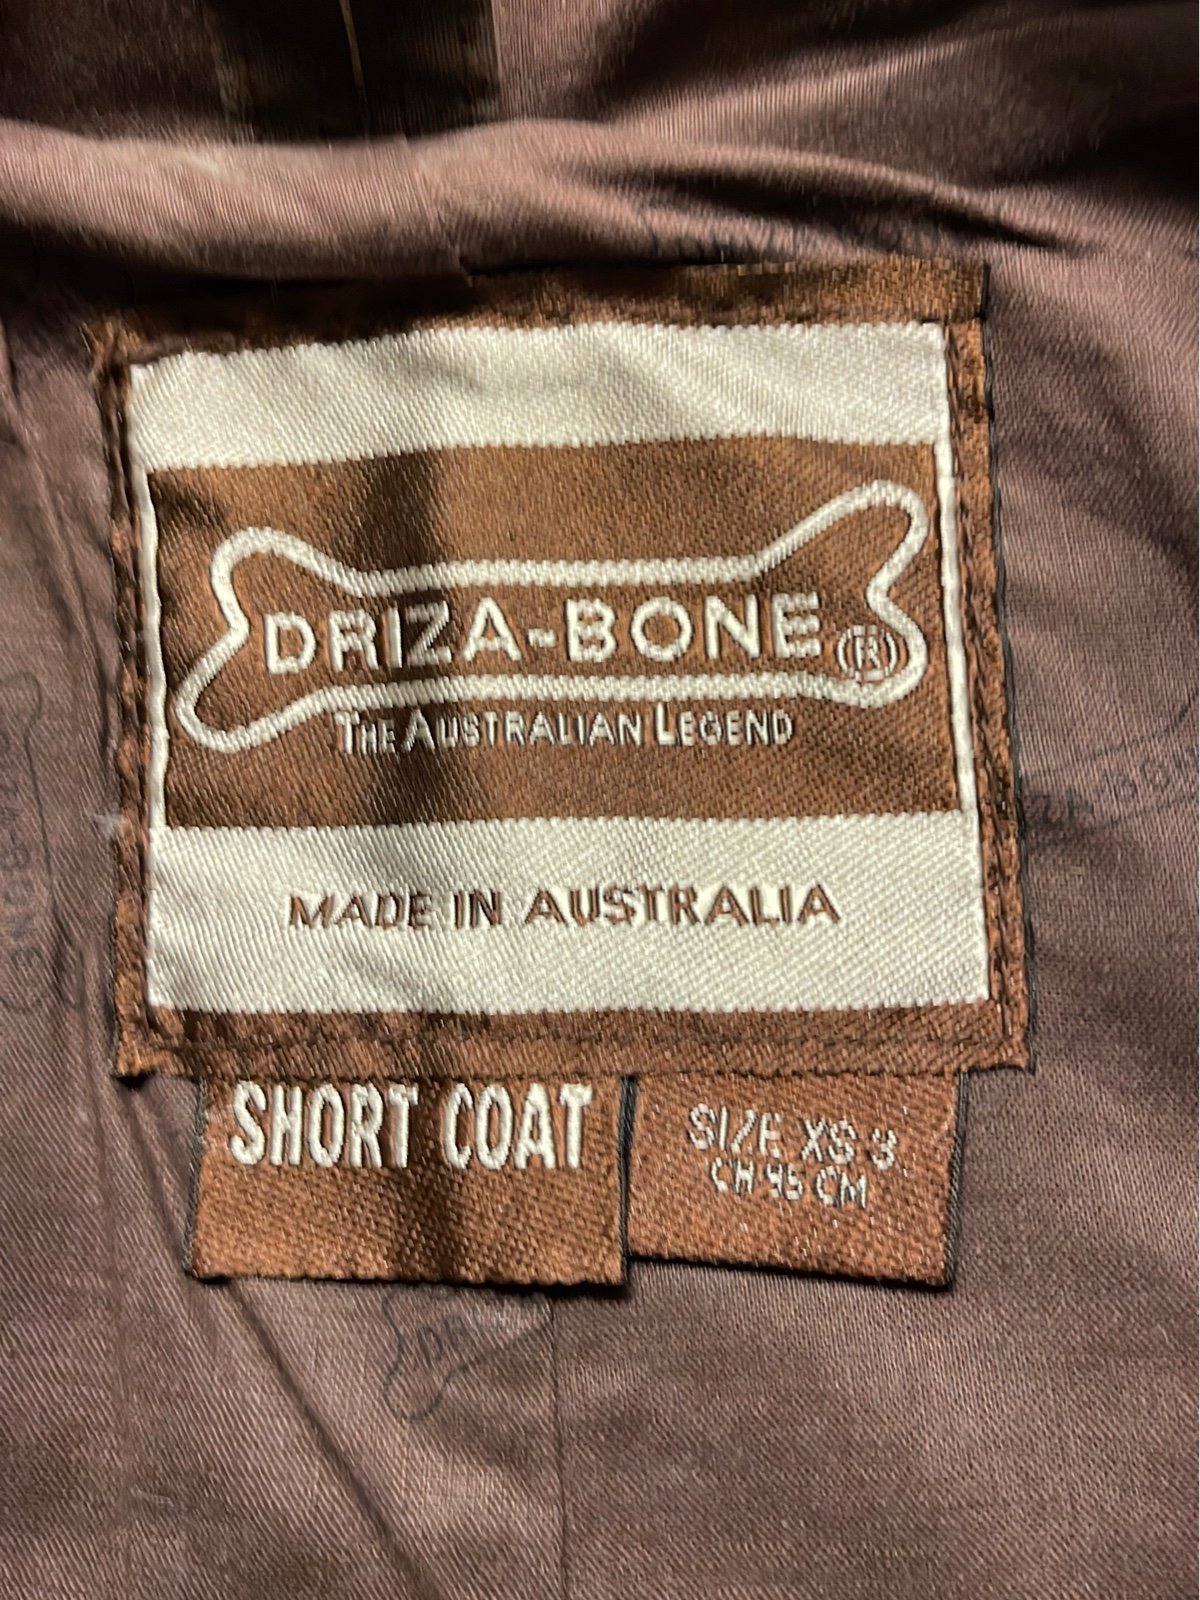 DRIZA-BONE ®
THE AUSTRALIAN LEGEND
MADE IN AUSTRALIA
SHORT COAT
SIZE XS 3
CH 95 CM